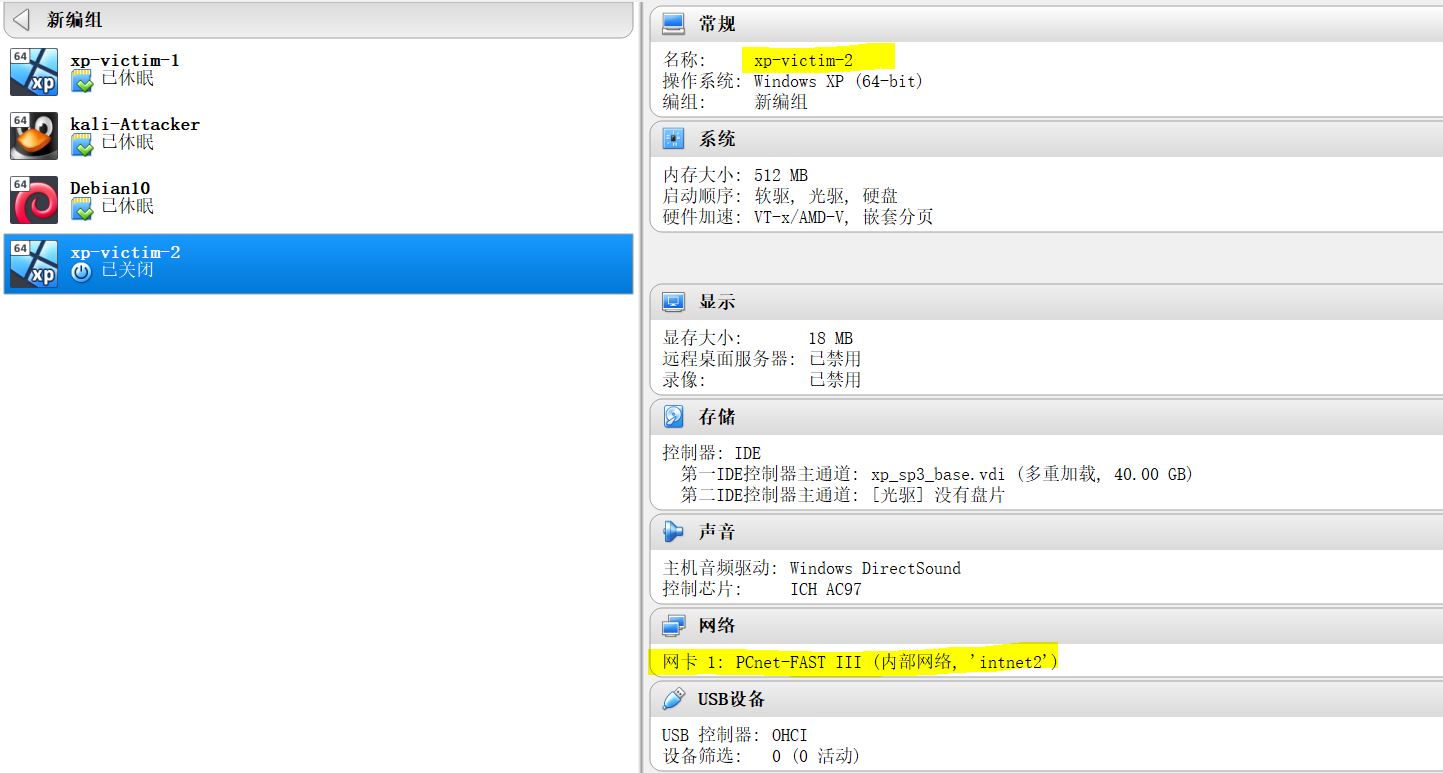 新编组
64
xp
xp-victim-1
已休眠
64
kali-Attacker
已休眠
64
Debian10
已休眠
64
xp
xp-victim-2
已关闭
常规
名称: xp-victim-2
操作系统: Windows XP (64-bit)
编组: 新编组
系统
内存大小: 512 MB
启动顺序: 软驱, 光驱, 硬盘
硬件加速: VT-x/AMD-V, 嵌套分页
显示
显存大小: 18 MB
远程桌面服务器: 已禁用
录像: 已禁用
存储
控制器: IDE
第一IDE控制器主通道: xp_sp3_base.vdi (多重加载, 40.00 GB)
第二IDE控制器主通道: [光驱] 没有盘片
声音
主机音频驱动: Windows DirectSound
控制芯片: ICH AC97
网络
网卡 1: PCnet-FAST III (内部网络, 'intnet2')
USB设备
USB 控制器: OHCI
设备筛选: 0 (0 活动)